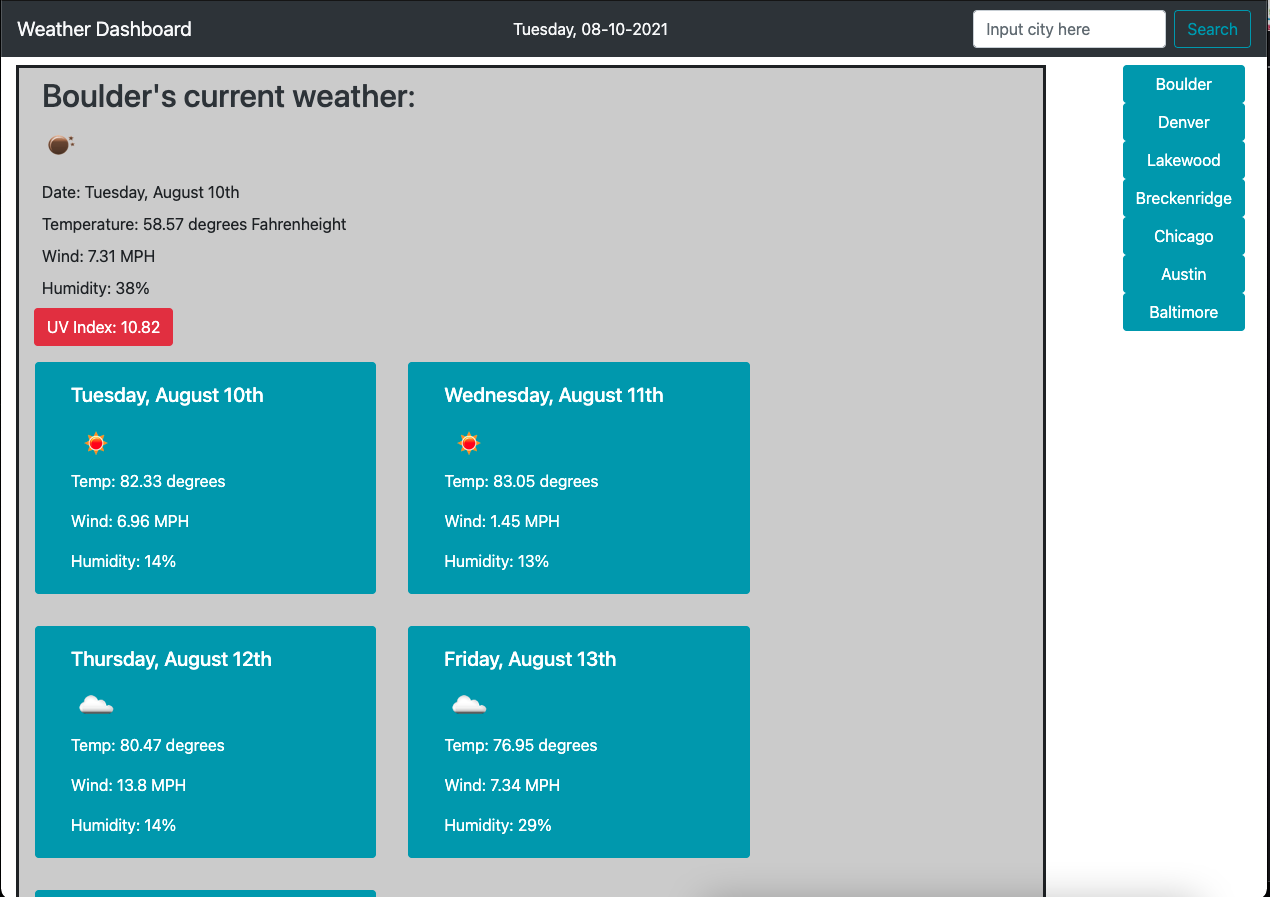 Weather Dashboard
Tuesday, 08-10-2021
Input city here
Search
Boulder's current weather:
Date: Tuesday, August 10th
Temperature: 58.57 degrees Fahrenheight
Wind: 7.31 MPH
Humidity: 38%
UV Index: 10.82
Tuesday, August 10th
Temp: 82.33 degrees
Wind: 6.96 MPH
Humidity: 14%
Wednesday, August 11th
Temp: 83.05 degrees
Wind: 1.45 MPH
Humidity: 13%
Thursday, August 12th
Temp: 80.47 degrees
Wind: 13.8 MPH
Humidity: 14%
Friday, August 13th
Temp: 76.95 degrees
Wind: 7.34 MPH
Humidity: 29%
Boulder
Denver
Lakewood
Breckenridge
Chicago
Austin
Baltimore